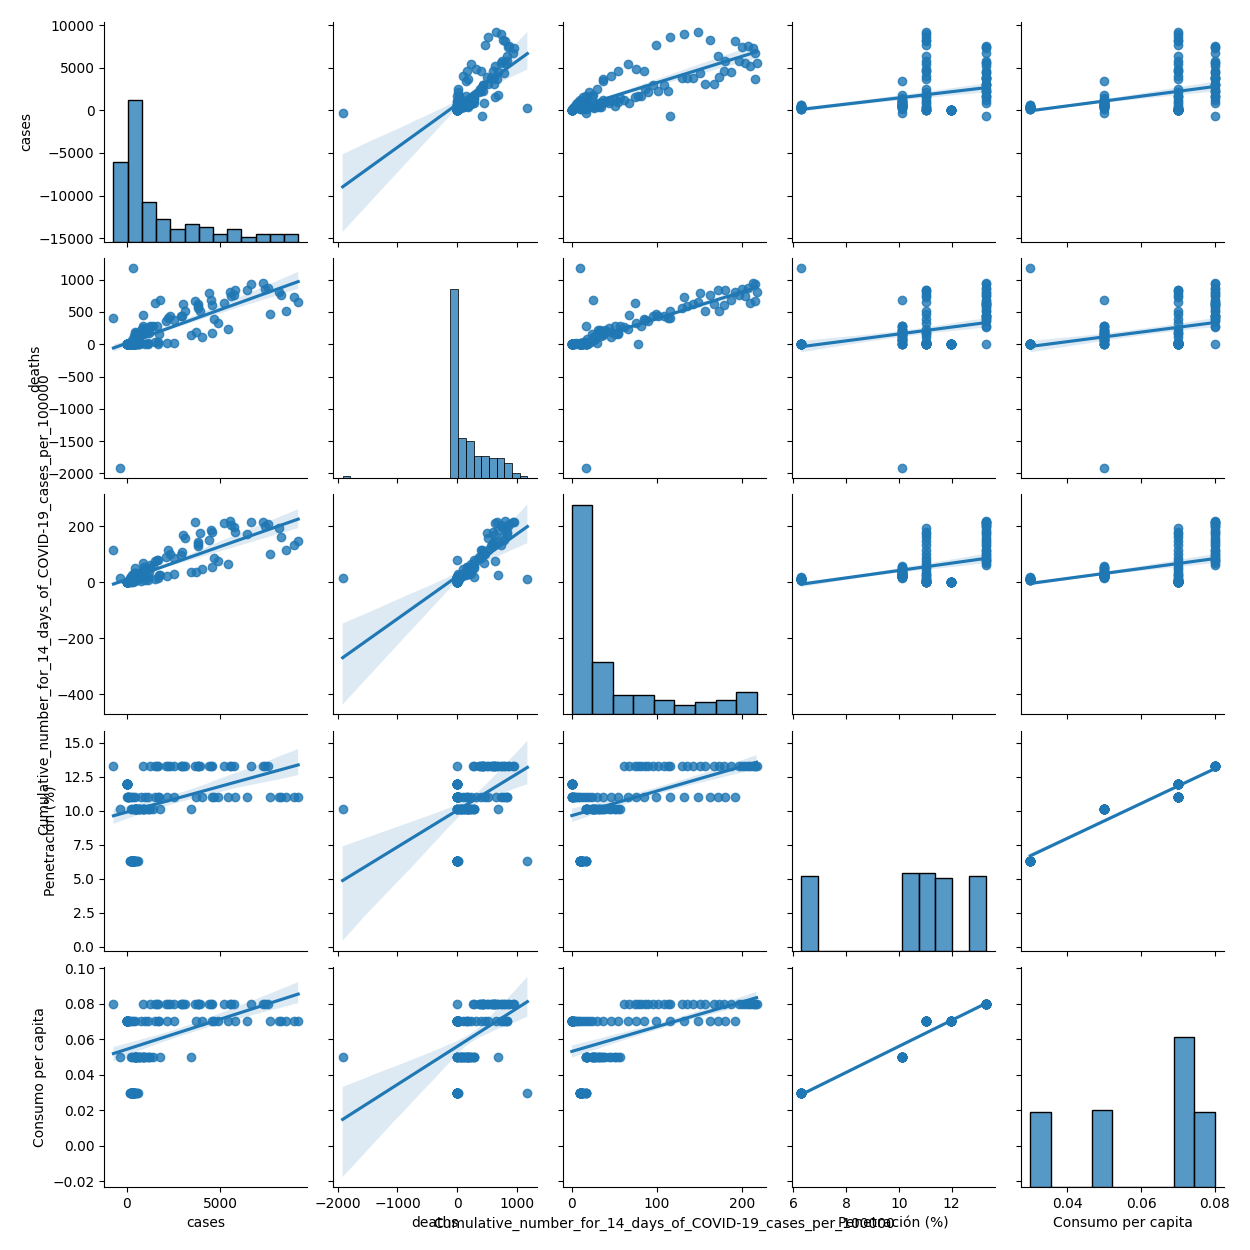 10000
5000
0
−5000
−10000
−15000
cases
1000
500
0
−500
−1000
−1500
−2000
deaths
200
0
−200
−400
Cumulative_number_for_14_days_of_COVID-19_cases_per_100000
15.0
12.5
10.0
7.5
5.0
2.5
0.0
Penetración (%)
0.10
0.08
0.06
0.04
0.02
0.00
−0.02
Consumo per capita
0 5000
−2000 −1000 0 1000
0 100 200
6 8 10 12
0.04 0.06 0.08
cases
deaths
Cumulative_number_for_14_days_of_COVID-19_cases_per_100000
Penetración (%)
Consumo per capita